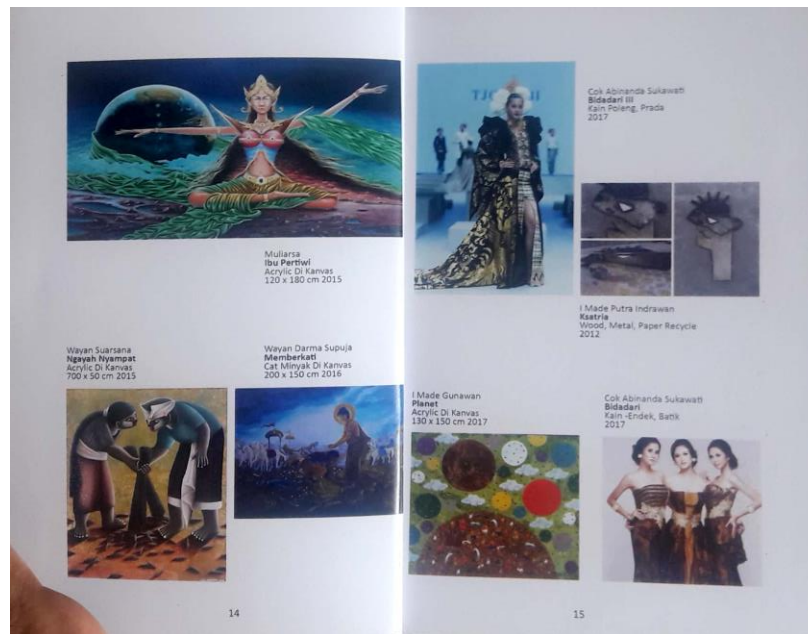 Muliarsa
Ibu Pertiwi
Acrylic Di Kanvas
120 x 180 cm 2015
Wayan Suarsana
Ngayah Nyampat
Acrylic Di Kanvas
700 x 50 cm 2015
Wayan Darma Supuja
Memberkati
Cat Minyak Di Kanvas
200 x 150 cm 2016
14
Cok Abinanda Sukawati
Bidadari III
Kain Poleng, Prada
2017
I Made Putra Indrawan
Ksatria
Wood, Metal, Paper Recycle
2012
I Made Gunawan
Planet
Acrylic Di Kanvas
130 x 150 cm 2017
Cok Abinanda Sukawati
Bidadari
Kain -Endek, Batik
2017
15